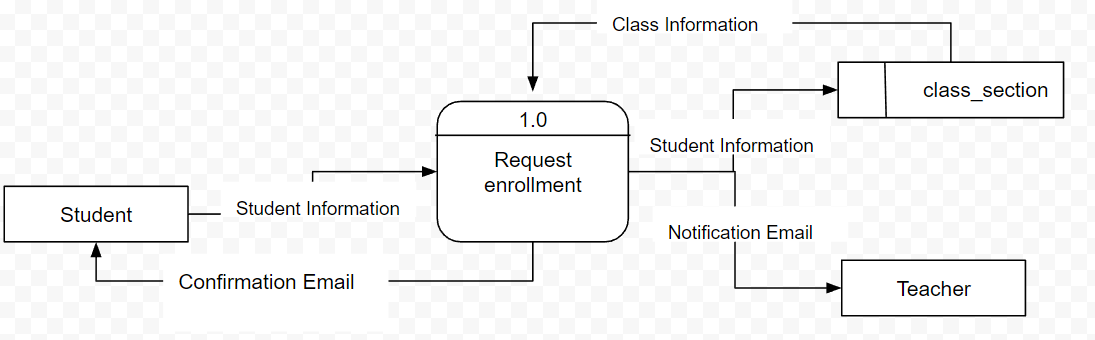 Class Information
class_section
1.0
Request
enrollment
Student Information
Student
Student Information
Notification Email
Confirmation Email
Teacher